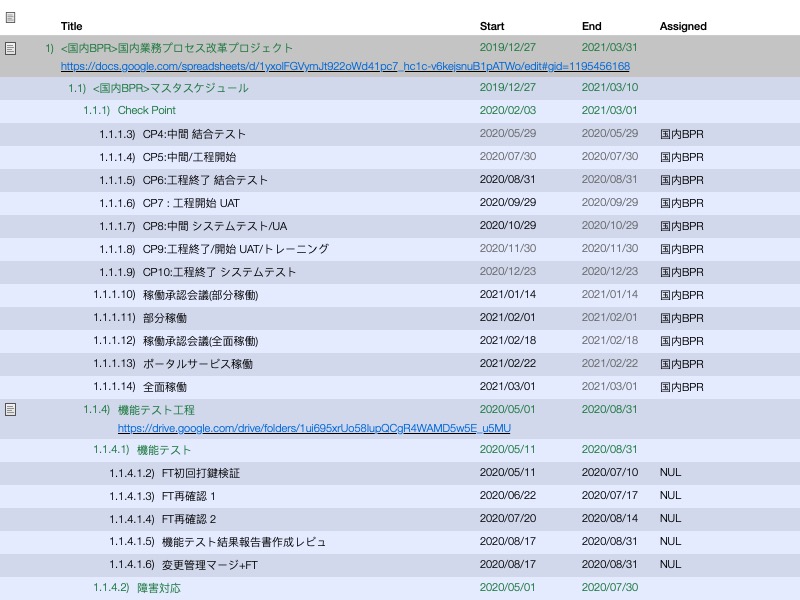 Title Start End Assigned
1) <国内BPR>国内業務プロセス改革プロジェクト 2019/12/27 2021/03/31
https://docs.google.com/spreadsheets/d/1yxolFGVymJt922oWd41pc7_hc1c-v6kejsnuB1pATWo/edit#gid=1195456168
1.1) <国内BPR>マスタスケジュール 2019/12/27 2021/03/10
1.1.1) Check Point 2020/02/03 2021/03/01
1.1.1.3) CP4:中間 結合テスト 2020/05/29 2020/05/29 国内BPR
1.1.1.4) CP5:中間/工程開始 2020/07/30 2020/07/30 国内BPR
1.1.1.5) CP6:工程終了 結合テスト 2020/08/31 2020/08/31 国内BPR
1.1.1.6) CP7 : 工程開始 UAT 2020/09/29 2020/09/29 国内BPR
1.1.1.7) CP8:中間 システムテスト/UA 2020/10/29 2020/10/29 国内BPR
1.1.1.8) CP9:工程終了/開始 UAT/トレーニング 2020/11/30 2020/11/30 国内BPR
1.1.1.9) CP10:工程終了 システムテスト 2020/12/23 2020/12/23 国内BPR
1.1.1.10) 稼働承認会議(部分稼働) 2021/01/14 2021/01/14 国内BPR
1.1.1.11) 部分稼働 2021/02/01 2021/02/01 国内BPR
1.1.1.12) 稼働承認会議(全面稼働) 2021/02/18 2021/02/18 国内BPR
1.1.1.13) ポータルサービス稼働 2021/02/22 2021/02/22 国内BPR
1.1.1.14) 全面稼働 2021/03/01 2021/03/01 国内BPR
1.1.4) 機能テスト工程 2020/05/01 2020/08/31
https://drive.google.com/drive/folders/1ui695xrUo58IupQCgR4WAMD5w5E_u5MU
1.1.4.1) 機能テスト 2020/05/11 2020/08/31
1.1.4.1.2) FT初回打鍵検証 2020/05/11 2020/07/10 NUL
1.1.4.1.3) FT再確認 1 2020/06/22 2020/07/17 NUL
1.1.4.1.4) FT再確認 2 2020/07/20 2020/08/14 NUL
1.1.4.1.5) 機能テスト結果報告書作成レビュ 2020/08/17 2020/08/31 NUL
1.1.4.1.6) 変更管理マージ+FT 2020/08/17 2020/08/31 NUL
1.1.4.2) 障害対応 2020/05/01 2020/07/30